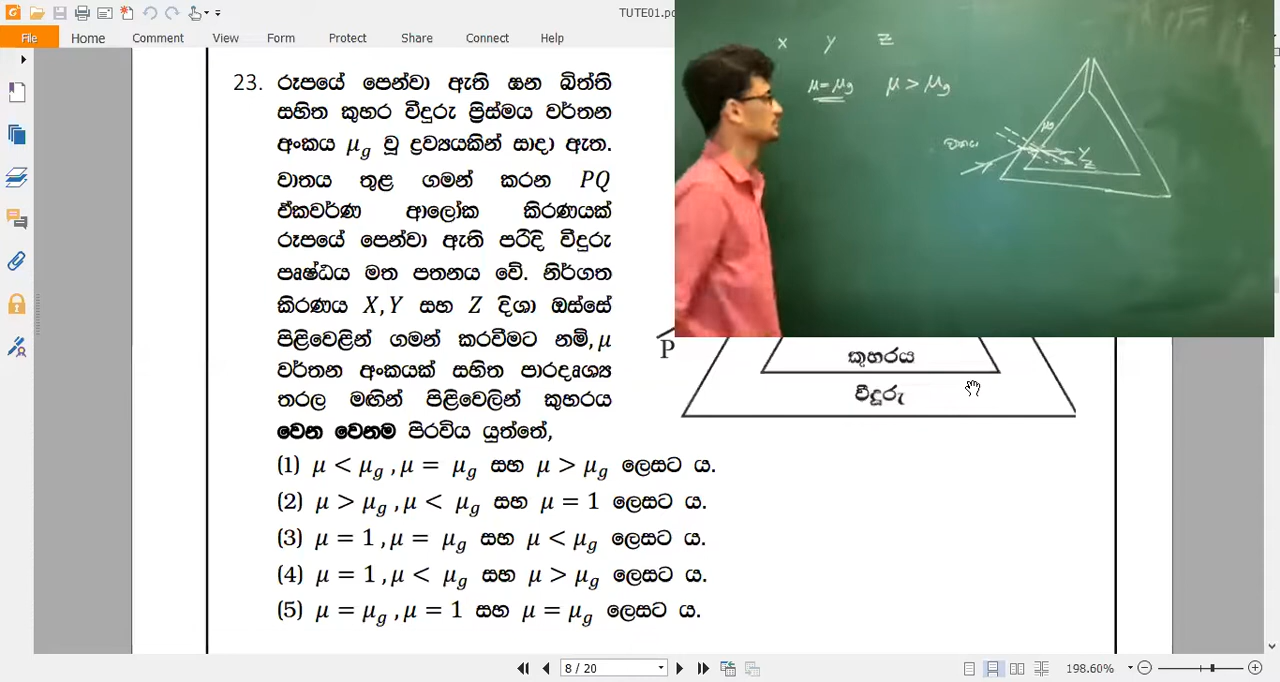 TUTE01.pd
File Home Comment View Form Protect Share Connect Help
23. රූපයේ පෙන්වා ඇති ඝන බිත්ති
සහිත කුහර වීදුරු ප්‍රිස්මය වර්තන
අංකය μg වූ ද්‍රව්‍යයකින් සාදා ඇත.
වාතය තුළ ගමන් කරන PQ
ඒකවර්ණ ආලෝක කිරණයක්
රූපයේ පෙන්වා ඇති පරිදි වීදුරු
පෘෂ්ඨය මත පතනය වේ. නිර්ගත
කිරණය X, Y සහ Z දිශා ඔස්සේ
පිළිවෙළින් ගමන් කරවීමට නම්, μ
වර්තන අංකයක් සහිත පාරදෘශ්‍ය
තරල මඟින් පිළිවෙලින් කුහරය
වෙන වෙනම පිරවිය යුත්තේ,
(1) μ < μg , μ = μg සහ μ > μg ලෙසට ය.
(2) μ > μg , μ < μg සහ μ = 1 ලෙසට ය.
(3) μ = 1 , μ = μg සහ μ < μg ලෙසට ය.
(4) μ = 1 , μ < μg සහ μ > μg ලෙසට ය.
(5) μ = μg , μ = 1 සහ μ = μg ලෙසට ය.
x y z
μ = μg μ > μg
වාතය
μg
Y
Z
P
කුහරය
වීදුරු
8 / 20
198.60%